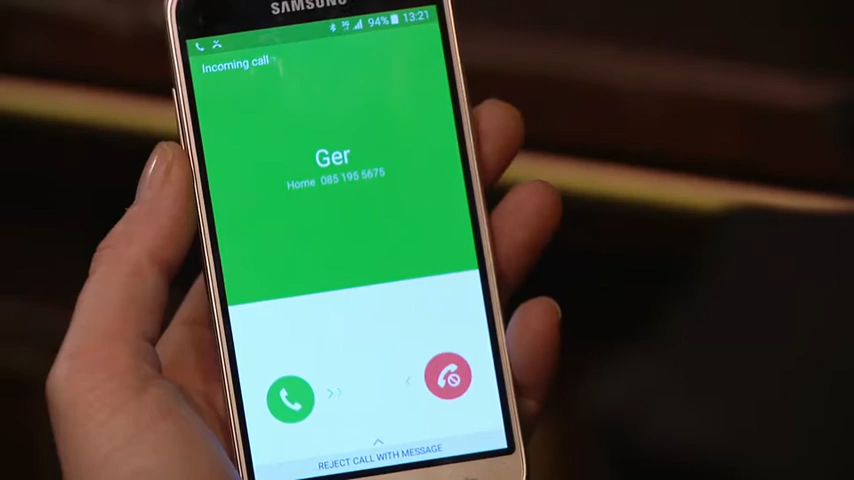 SAMSUNG
94% 13:21
Incoming call
Ger
Home 085 195 5675
REJECT CALL WITH MESSAGE